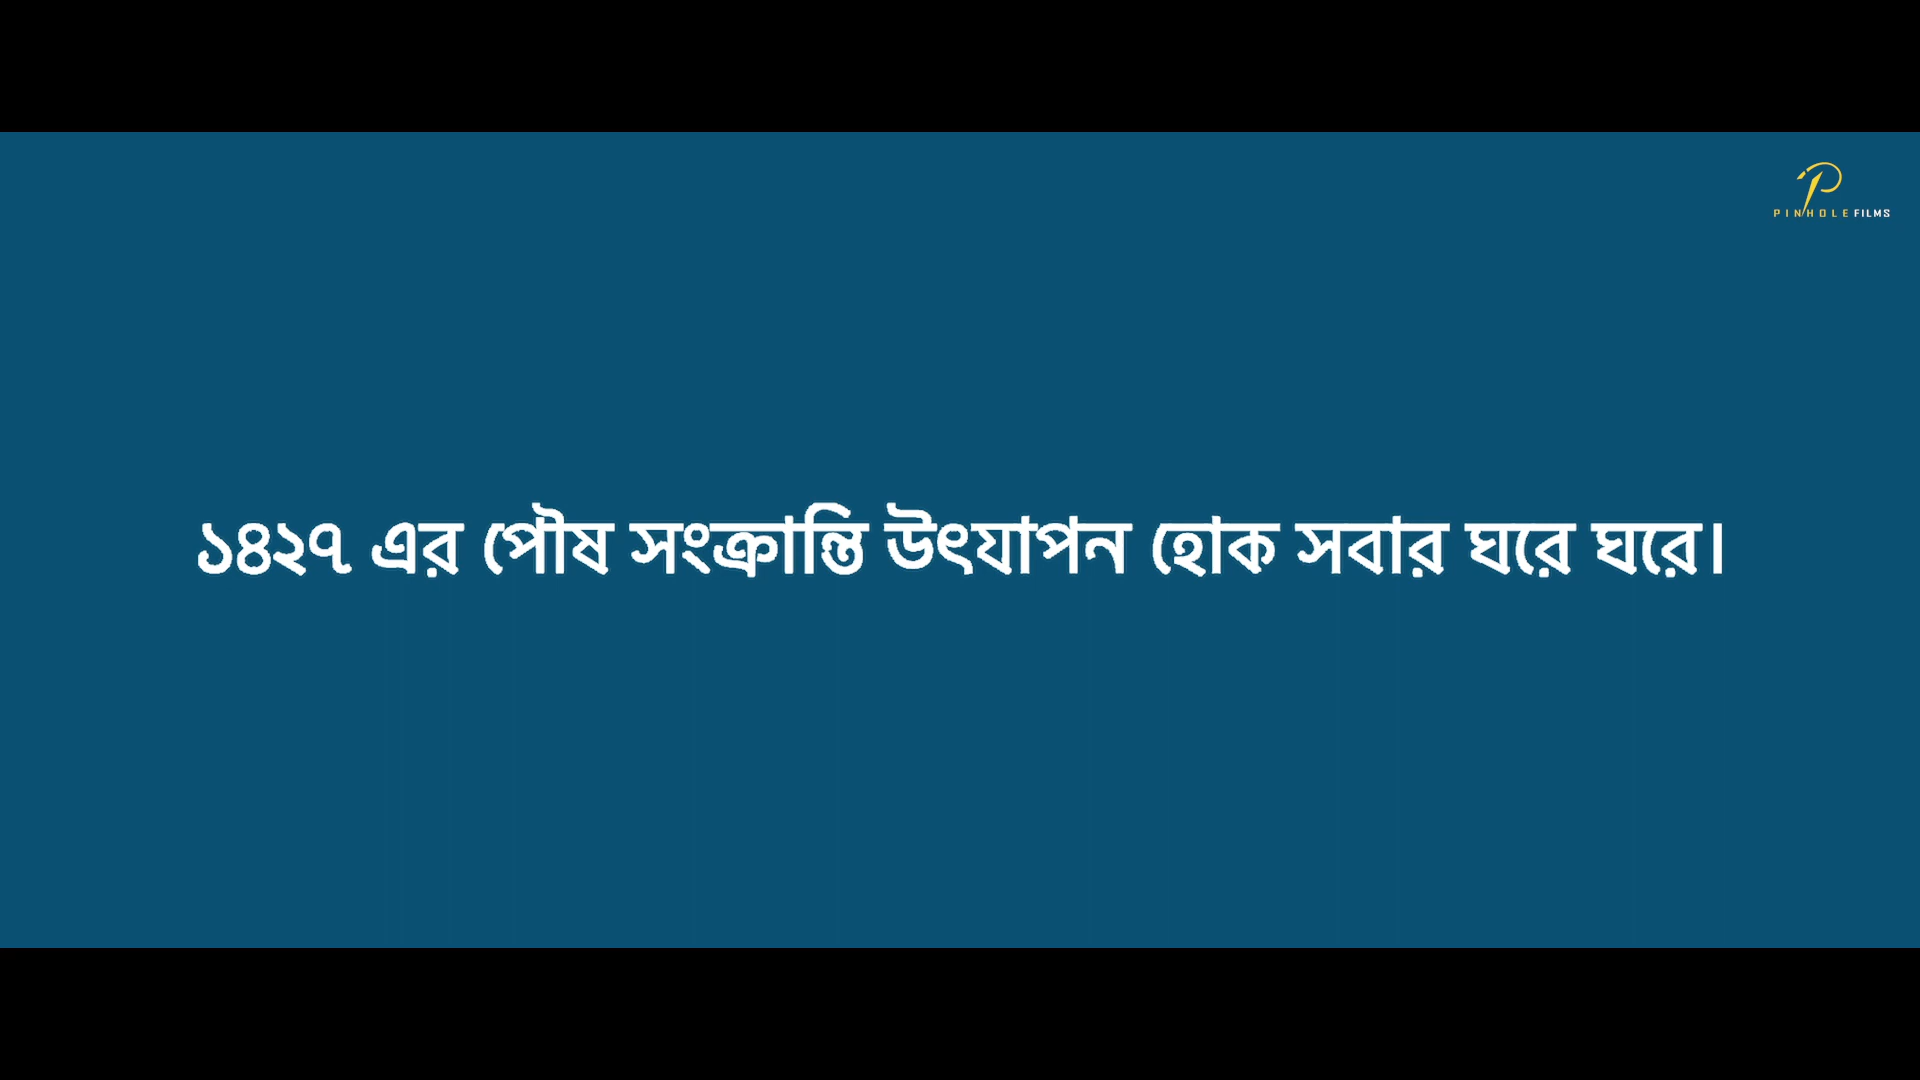 PINHOLE FILMS
১৪২৭ এর পৌষ সংক্রান্তি উৎযাপন হোক সবার ঘরে ঘরে।